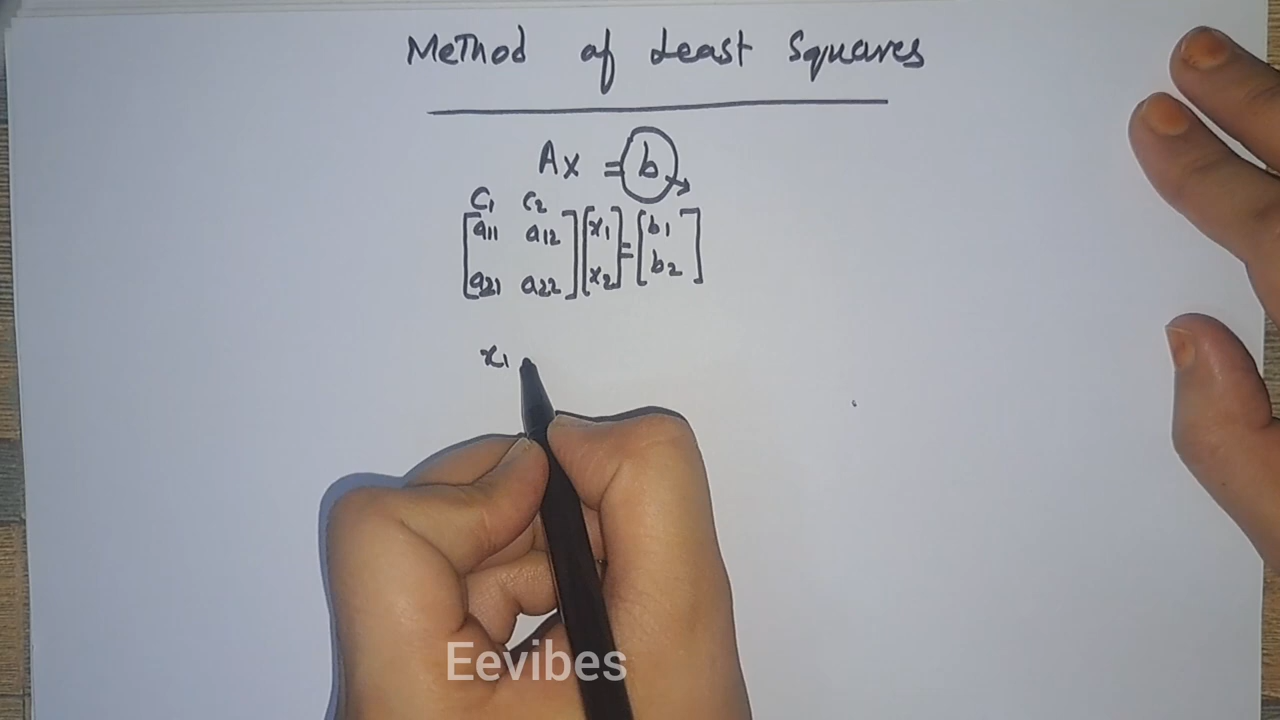 Method of Least Squares
Ax = b
C1 C2
[a11 a12] [x1] = [b1]
[a21 a22] [x2] [b2]
x1
Eevibes